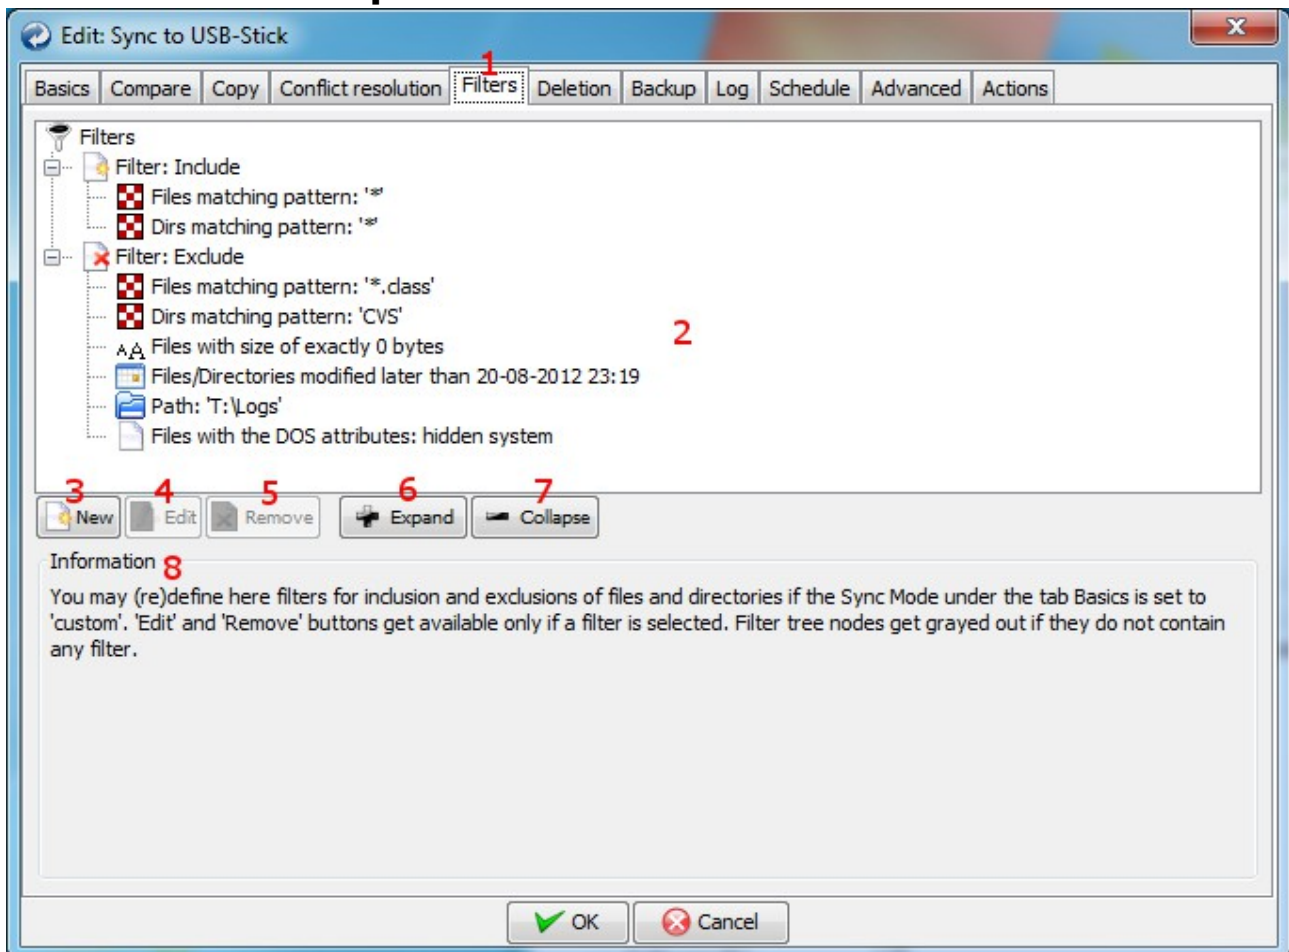 Edit: Sync to USB-Stick
X
1
Basics Compare Copy Conflict resolution Filters Deletion Backup Log Schedule Advanced Actions
Filters
Filter: Include
Files matching pattern: '*'
Dirs matching pattern: '*'
Filter: Exclude
Files matching pattern: '*.class'
Dirs matching pattern: 'CVS'
2
Files with size of exactly 0 bytes
Files/Directories modified later than 20-08-2012 23:19
Path: 'T:\Logs'
Files with the DOS attributes: hidden system
3 4 5 6 7
New Edit Remove Expand Collapse
Information 8
You may (re)define here filters for inclusion and exclusions of files and directories if the Sync Mode under the tab Basics is set to
'custom'. 'Edit' and 'Remove' buttons get available only if a filter is selected. Filter tree nodes get grayed out if they do not contain
any filter.
OK Cancel